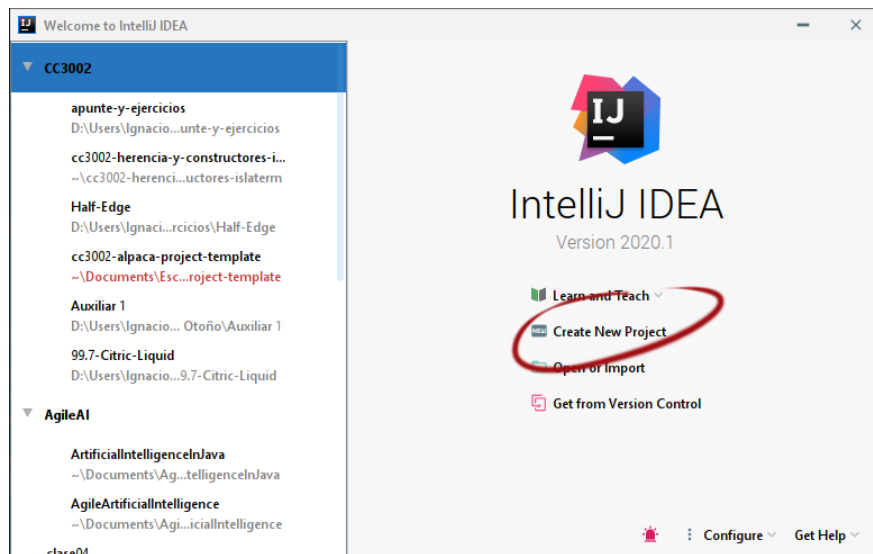 Welcome to IntelliJ IDEA
CC3002
apunte-y-ejercicios
D:\Users\Ignacio...unte-y-ejercicios
cc3002-herencia-y-constructores-i...
~\cc3002-herenci...uctores-islaterm
Half-Edge
D:\Users\Ignacio...rcicios\Half-Edge
cc3002-alpaca-project-template
~\Documents\Esc...roject-template
Auxiliar 1
D:\Users\Ignacio... Otoño\Auxiliar 1
99.7-Citric-Liquid
D:\Users\Ignacio...9.7-Citric-Liquid
AgileAI
ArtificialIntelligenceInJava
~\Documents\Ag...telligenceInJava
AgileArtificialIntelligence
~\Documents\Agi...icialIntelligence
clase04
IJ
IntelliJ IDEA
Version 2020.1
Learn and Teach
NEW
Create New Project
Open or Import
Get from Version Control
Configure
Get Help